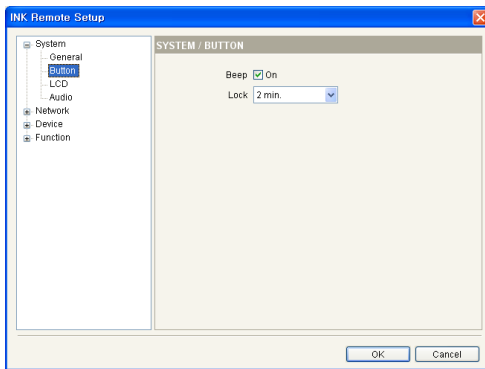 INK Remote Setup
System
General
Button
LCD
Audio
Network
Device
Function
SYSTEM / BUTTON
Beep On
Lock 2 min.
OK Cancel